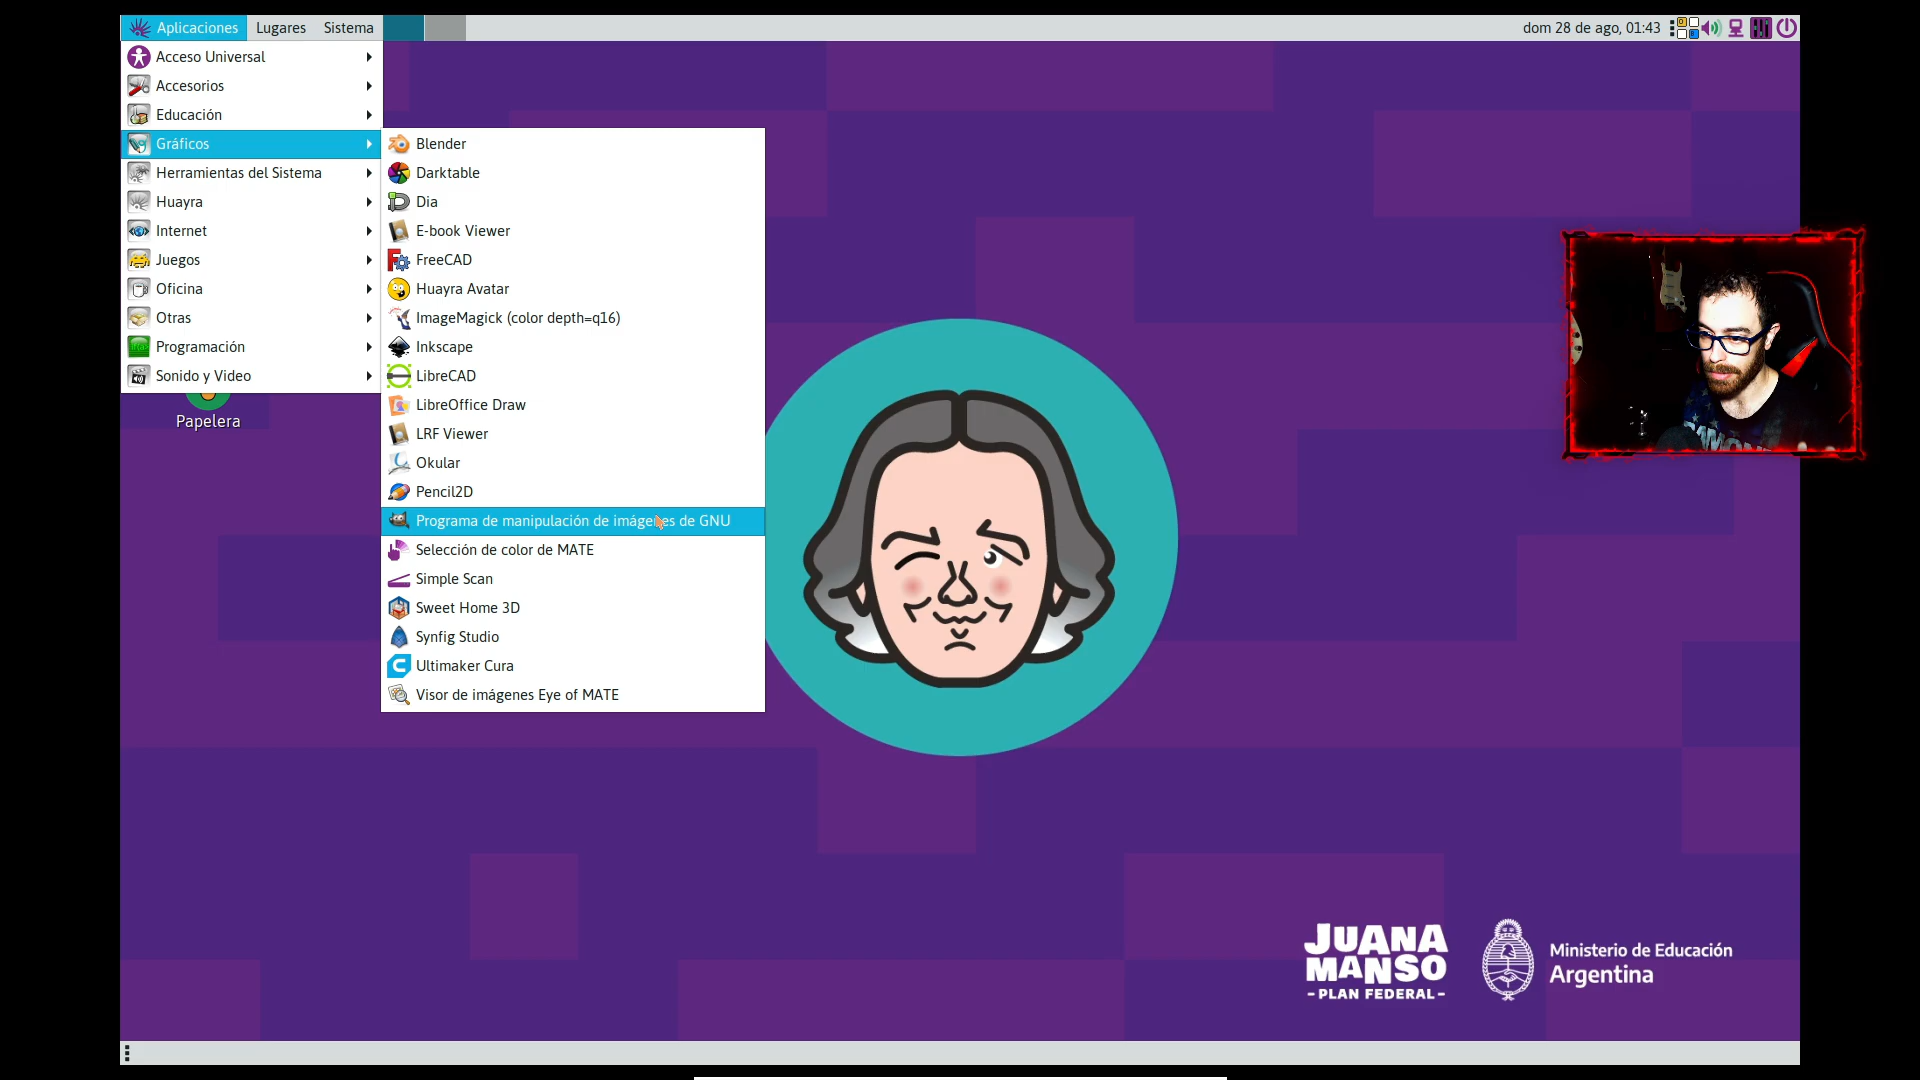 Aplicaciones Lugares Sistema
dom 28 de ago, 01:43
Acceso Universal
Accesorios
Educación
Gráficos
Herramientas del Sistema
Huayra
Internet
Juegos
Oficina
Otras
Programación
Sonido y Video
Papelera
Blender
Darktable
Dia
E-book Viewer
FreeCAD
Huayra Avatar
ImageMagick (color depth=q16)
Inkscape
LibreCAD
LibreOffice Draw
LRF Viewer
Okular
Pencil2D
Programa de manipulación de imágenes de GNU
Selección de color de MATE
Simple Scan
Sweet Home 3D
Synfig Studio
Ultimaker Cura
Visor de imágenes Eye of MATE
JUANA
MANSO
- PLAN FEDERAL -
Ministerio de Educación
Argentina